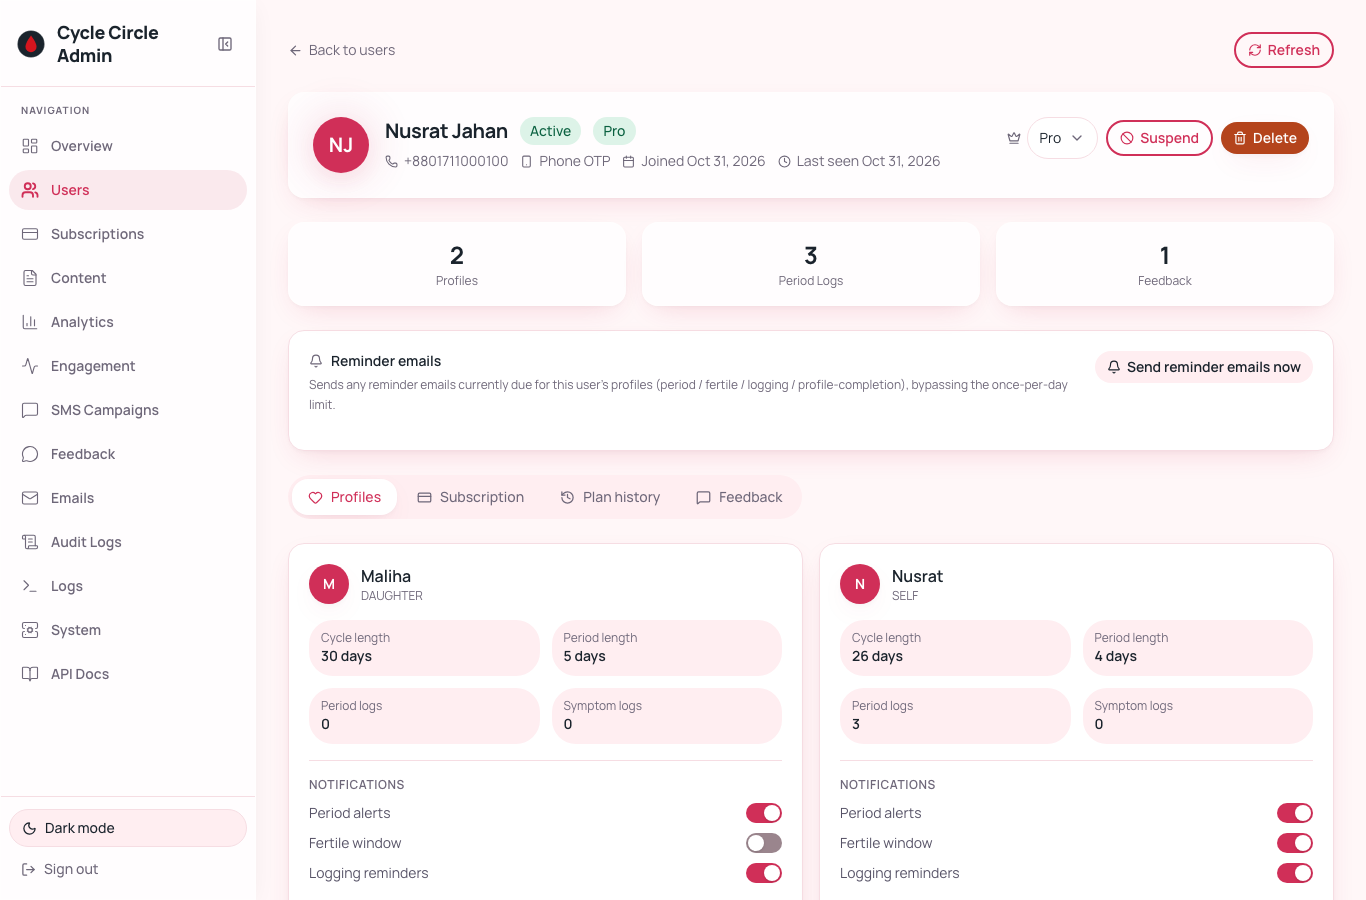 Cycle Circle
Admin
NAVIGATION
Overview
Users
Subscriptions
Content
Analytics
Engagement
SMS Campaigns
Feedback
Emails
Audit Logs
Logs
System
API Docs
Dark mode
Sign out
Back to users
Refresh
NJ
Nusrat Jahan Active Pro
+8801711000100 Phone OTP Joined Oct 31, 2026 Last seen Oct 31, 2026
Pro Suspend Delete
2
Profiles
3
Period Logs
1
Feedback
Reminder emails
Sends any reminder emails currently due for this user's profiles (period / fertile / logging / profile-completion), bypassing the once-per-day
limit.
Send reminder emails now
Profiles Subscription Plan history Feedback
M
Maliha
DAUGHTER
Cycle length
30 days
Period length
5 days
Period logs
0
Symptom logs
0
NOTIFICATIONS
Period alerts
Fertile window
Logging reminders
N
Nusrat
SELF
Cycle length
26 days
Period length
4 days
Period logs
3
Symptom logs
0
NOTIFICATIONS
Period alerts
Fertile window
Logging reminders